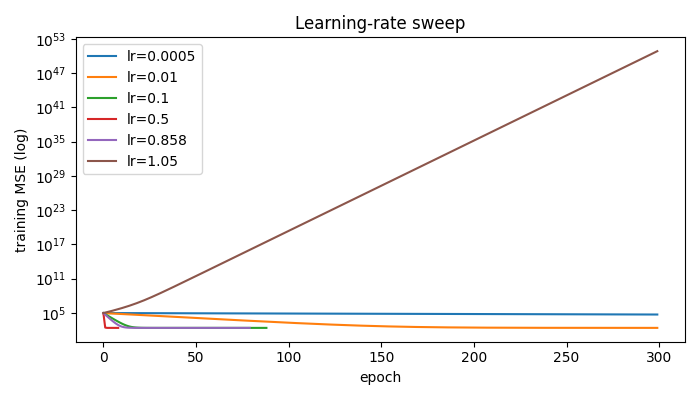 Learning-rate sweep
training MSE (log)
10^53
10^47
10^41
10^35
10^29
10^23
10^17
10^11
10^5
lr=0.0005
lr=0.01
lr=0.1
lr=0.5
lr=0.858
lr=1.05
0 50 100 150 200 250 300
epoch